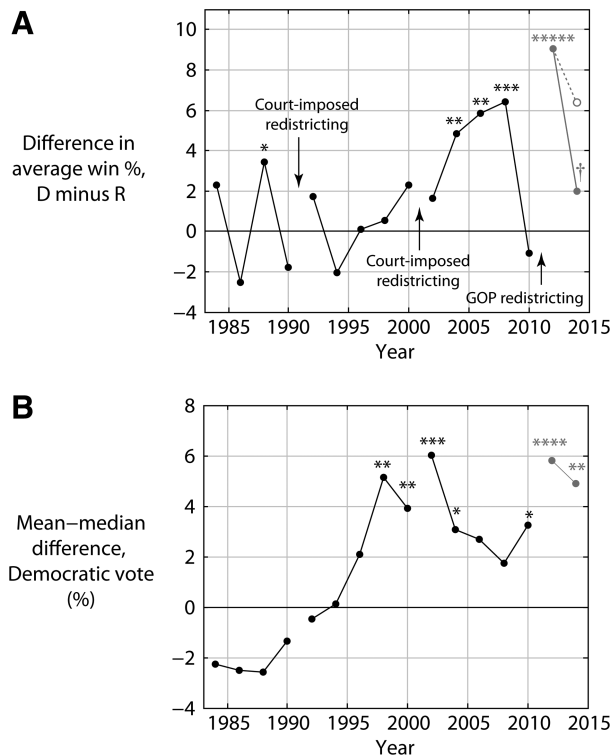 A
Difference in
average win %,
D minus R
10
8
6
4
2
0
−2
−4
*
Court-imposed
redistricting
**
**
***
*****
†
Court-imposed
redistricting
GOP redistricting
1985
1990
1995
2000
2005
2010
2015
Year
B
Mean−median
difference,
Democratic vote
(%)
8
6
4
2
0
−2
−4
**
**
***
*
*
****
**
1985
1990
1995
2000
2005
2010
2015
Year